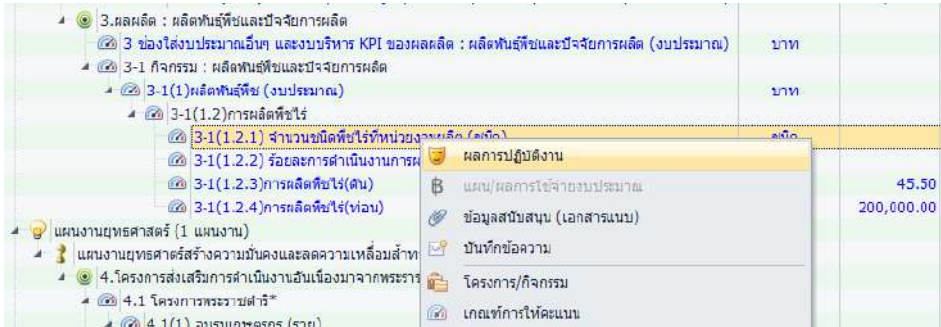 3.ผลผลิต : ผลิตพันธุ์พืชและปัจจัยการผลิต
3 ช่องใส่งบประมาณอื่นๆ และงบบริหาร KPI ของผลผลิต : ผลิตพันธุ์พืชและปัจจัยการผลิต (งบประมาณ) บาท
3-1 กิจกรรม : ผลิตพันธุ์พืชและปัจจัยการผลิต
3-1(1)ผลิตพันธุ์พืช (งบประมาณ) บาท
3-1(1.2)การผลิตพืชไร่
3-1(1.2.1) จำนวนชนิดพืชไร่ที่หน่วยงานผลิต (ชนิด) ชนิด
3-1(1.2.2) ร้อยละการดำเนินงานการผ
3-1(1.2.3)การผลิตพืชไร่(ตัน) 45.50
3-1(1.2.4)การผลิตพืชไร่(ท่อน) 200,000.00
แผนงานยุทธศาสตร์ (1 แผนงาน)
แผนงานยุทธศาตร์สร้างความมั่นคงและลดความเหลื่อมล้ำท
4.โครงการส่งเสริมการดำเนินงานอันเนื่องมาจากพระรา
4.1 โครงการพระราชดำริ*
4.1(1) อบรมเกษตรกร (ราย)
ผลการปฏิบัติงาน
แผน/ผลการใช้จ่ายงบประมาณ
ข้อมูลสนับสนุน (เอกสารแนบ)
บันทึกข้อความ
โครงการ/กิจกรรม
เกณฑ์การให้คะแนน